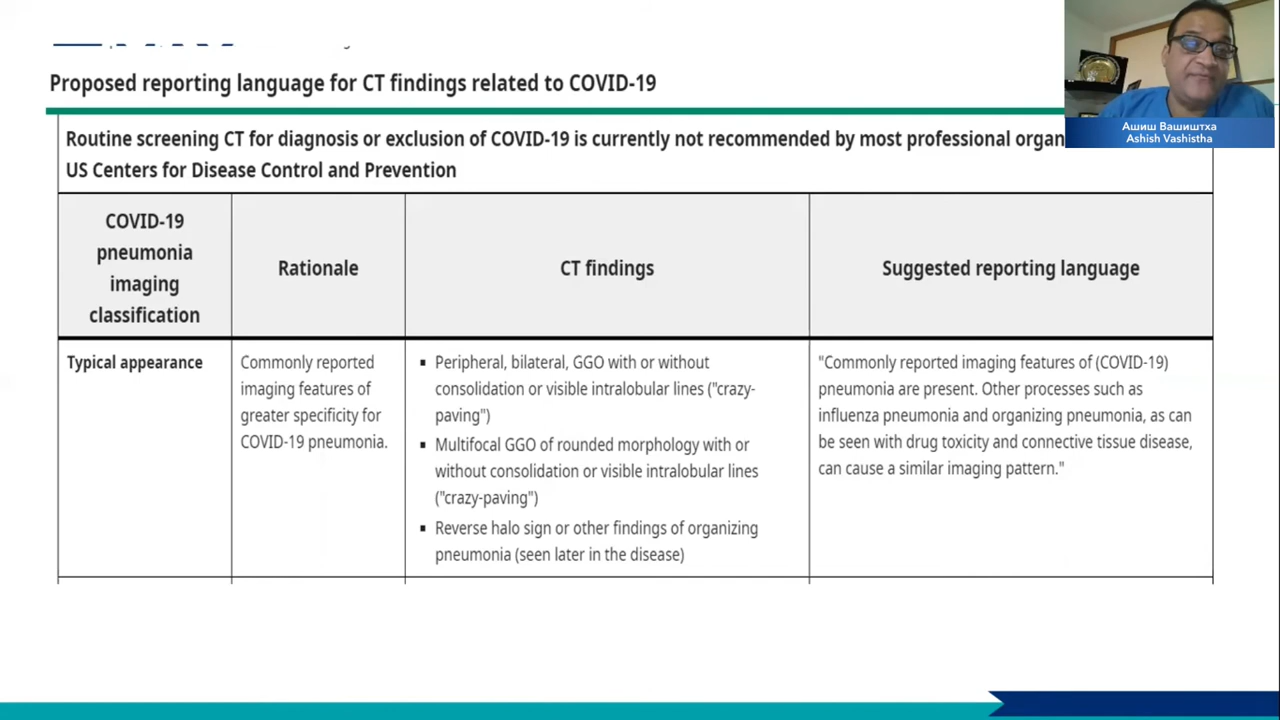 Proposed reporting language for CT findings related to COVID-19
Routine screening CT for diagnosis or exclusion of COVID-19 is currently not recommended by most professional organ
US Centers for Disease Control and Prevention
COVID-19
pneumonia
imaging
classification
Rationale
CT findings
Suggested reporting language
Typical appearance
Commonly reported
imaging features of
greater specificity for
COVID-19 pneumonia.
▪ Peripheral, bilateral, GGO with or without
consolidation or visible intralobular lines ("crazy-
paving")
▪ Multifocal GGO of rounded morphology with or
without consolidation or visible intralobular lines
("crazy-paving")
▪ Reverse halo sign or other findings of organizing
pneumonia (seen later in the disease)
"Commonly reported imaging features of (COVID-19)
pneumonia are present. Other processes such as
influenza pneumonia and organizing pneumonia, as can
be seen with drug toxicity and connective tissue disease,
can cause a similar imaging pattern."
Ашиш Вашиштха
Ashish Vashistha